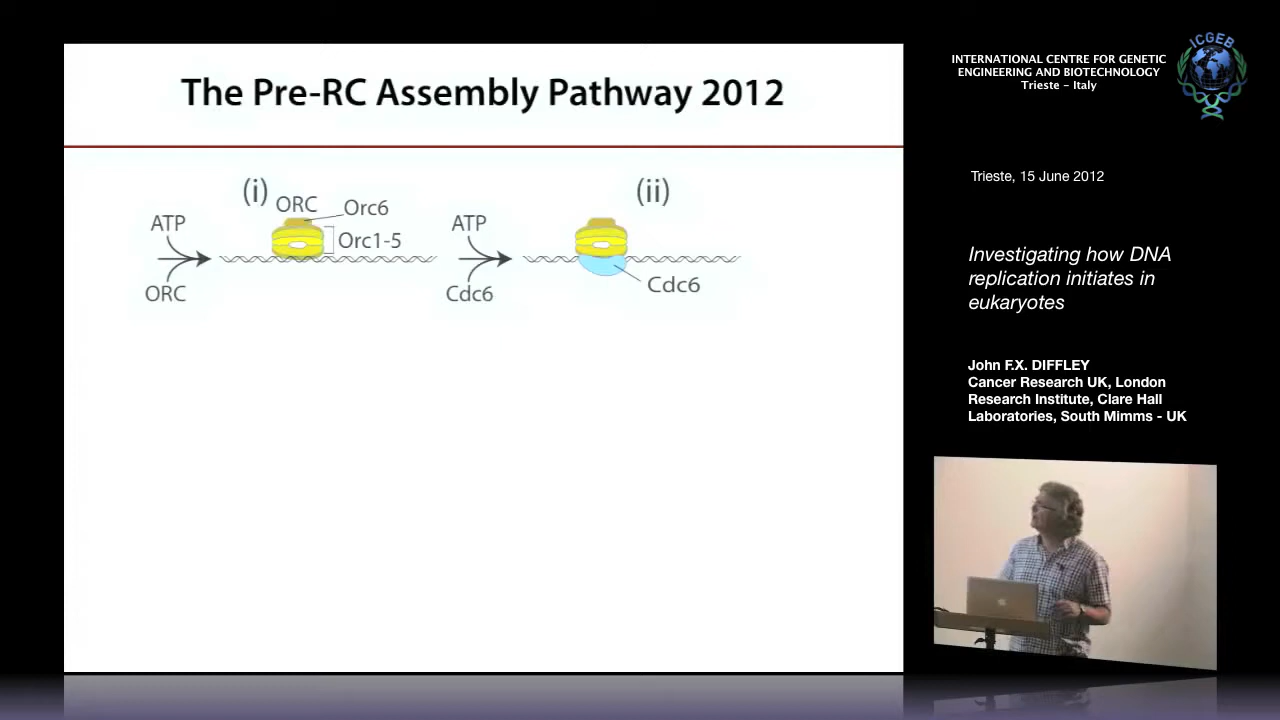 The Pre-RC Assembly Pathway 2012
(i)
(ii)
ORC
Orc6
ATP
Orc1-5
ORC
ATP
Cdc6
Cdc6
ICGEB
INTERNATIONAL CENTRE FOR GENETIC
ENGINEERING AND BIOTECHNOLOGY
Trieste - Italy
Trieste, 15 June 2012
Investigating how DNA
replication initiates in
eukaryotes
John F.X. DIFFLEY
Cancer Research UK, London
Research Institute, Clare Hall
Laboratories, South Mimms - UK